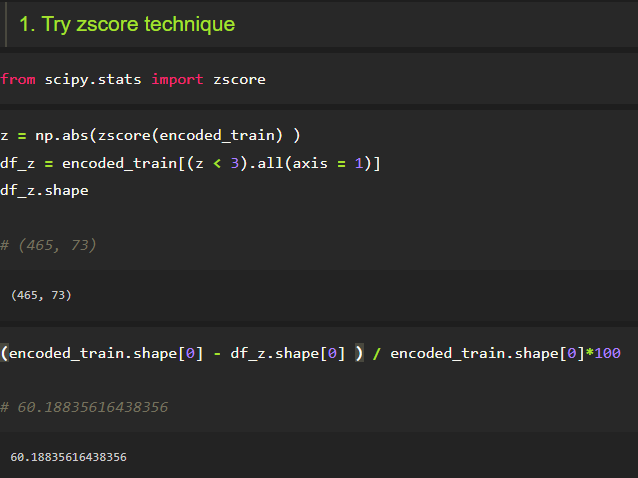 1. Try zscore technique
from scipy.stats import zscore
z = np.abs(zscore(encoded_train) )
df_z = encoded_train[(z < 3).all(axis = 1)]
df_z.shape
# (465, 73)
(465, 73)
(encoded_train.shape[0] - df_z.shape[0] ) / encoded_train.shape[0]*100
# 60.18835616438356
60.18835616438356